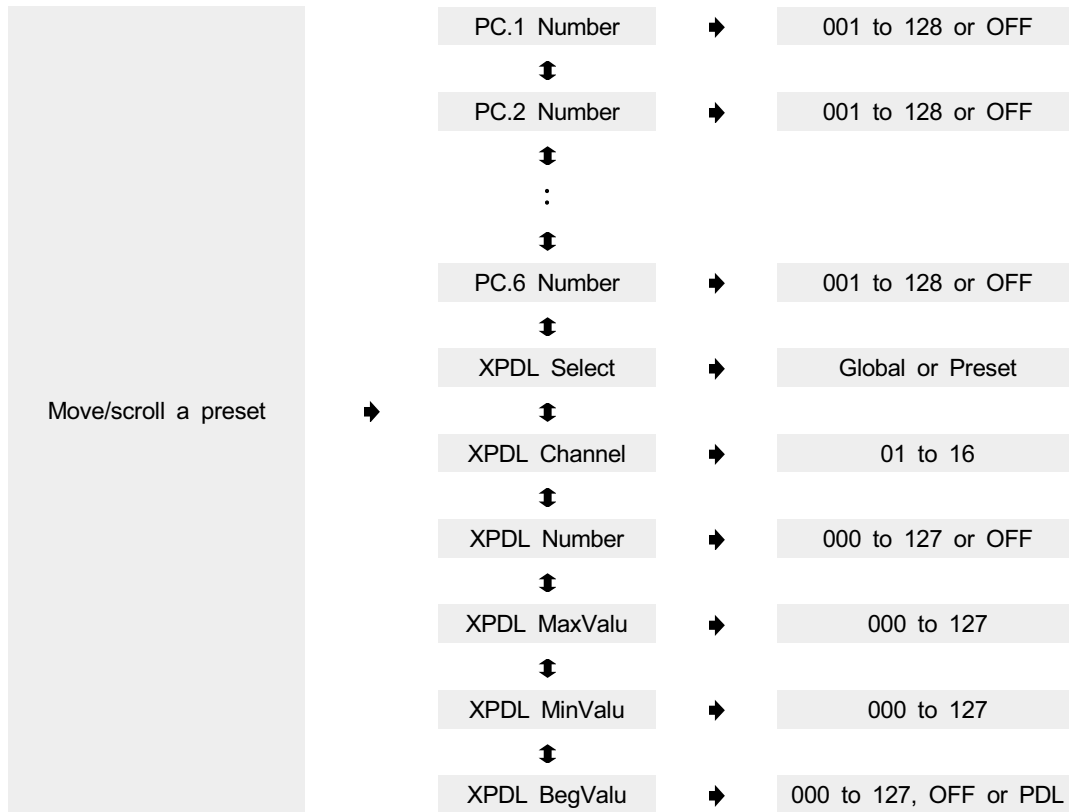 PC.1 Number 001 to 128 or OFF
PC.2 Number 001 to 128 or OFF
:
PC.6 Number 001 to 128 or OFF
XPDL Select Global or Preset
Move/scroll a preset
XPDL Channel 01 to 16
XPDL Number 000 to 127 or OFF
XPDL MaxValu 000 to 127
XPDL MinValu 000 to 127
XPDL BegValu 000 to 127, OFF or PDL